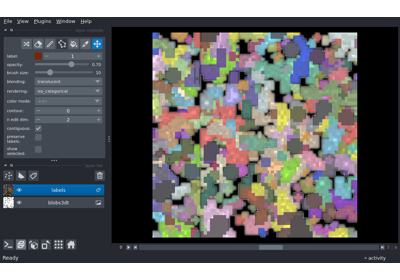 File View Plugins Window Help
label: 1
opacity: 0.70
brush size: 10
blending: translucent
rendering: iso_categorical
color mode:
contour: 0
n edit dim: 2
contiguous:
preserve labels:
show selected:
labels
blobs3dt
Ready activity